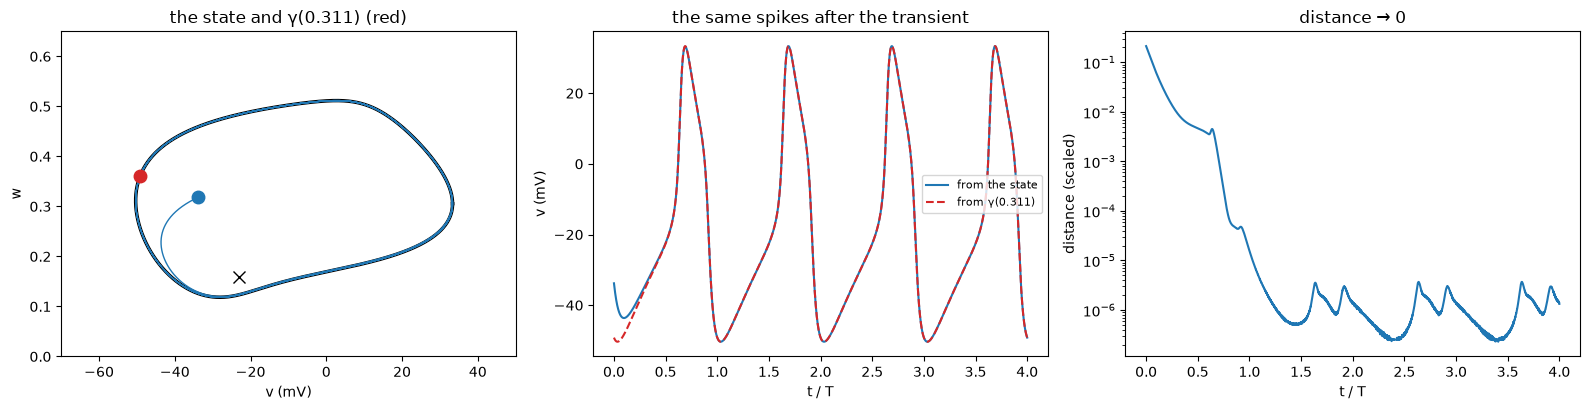 the state and γ(0.311) (red)
w
0.6
0.5
0.4
0.3
0.2
0.1
0.0
−60 −40 −20 0 20 40
v (mV)
the same spikes after the transient
v (mV)
20
0
−20
−40
from the state
from γ(0.311)
0.0 0.5 1.0 1.5 2.0 2.5 3.0 3.5 4.0
t / T
distance → 0
distance (scaled)
10⁻¹
10⁻²
10⁻³
10⁻⁴
10⁻⁵
10⁻⁶
0.0 0.5 1.0 1.5 2.0 2.5 3.0 3.5 4.0
t / T